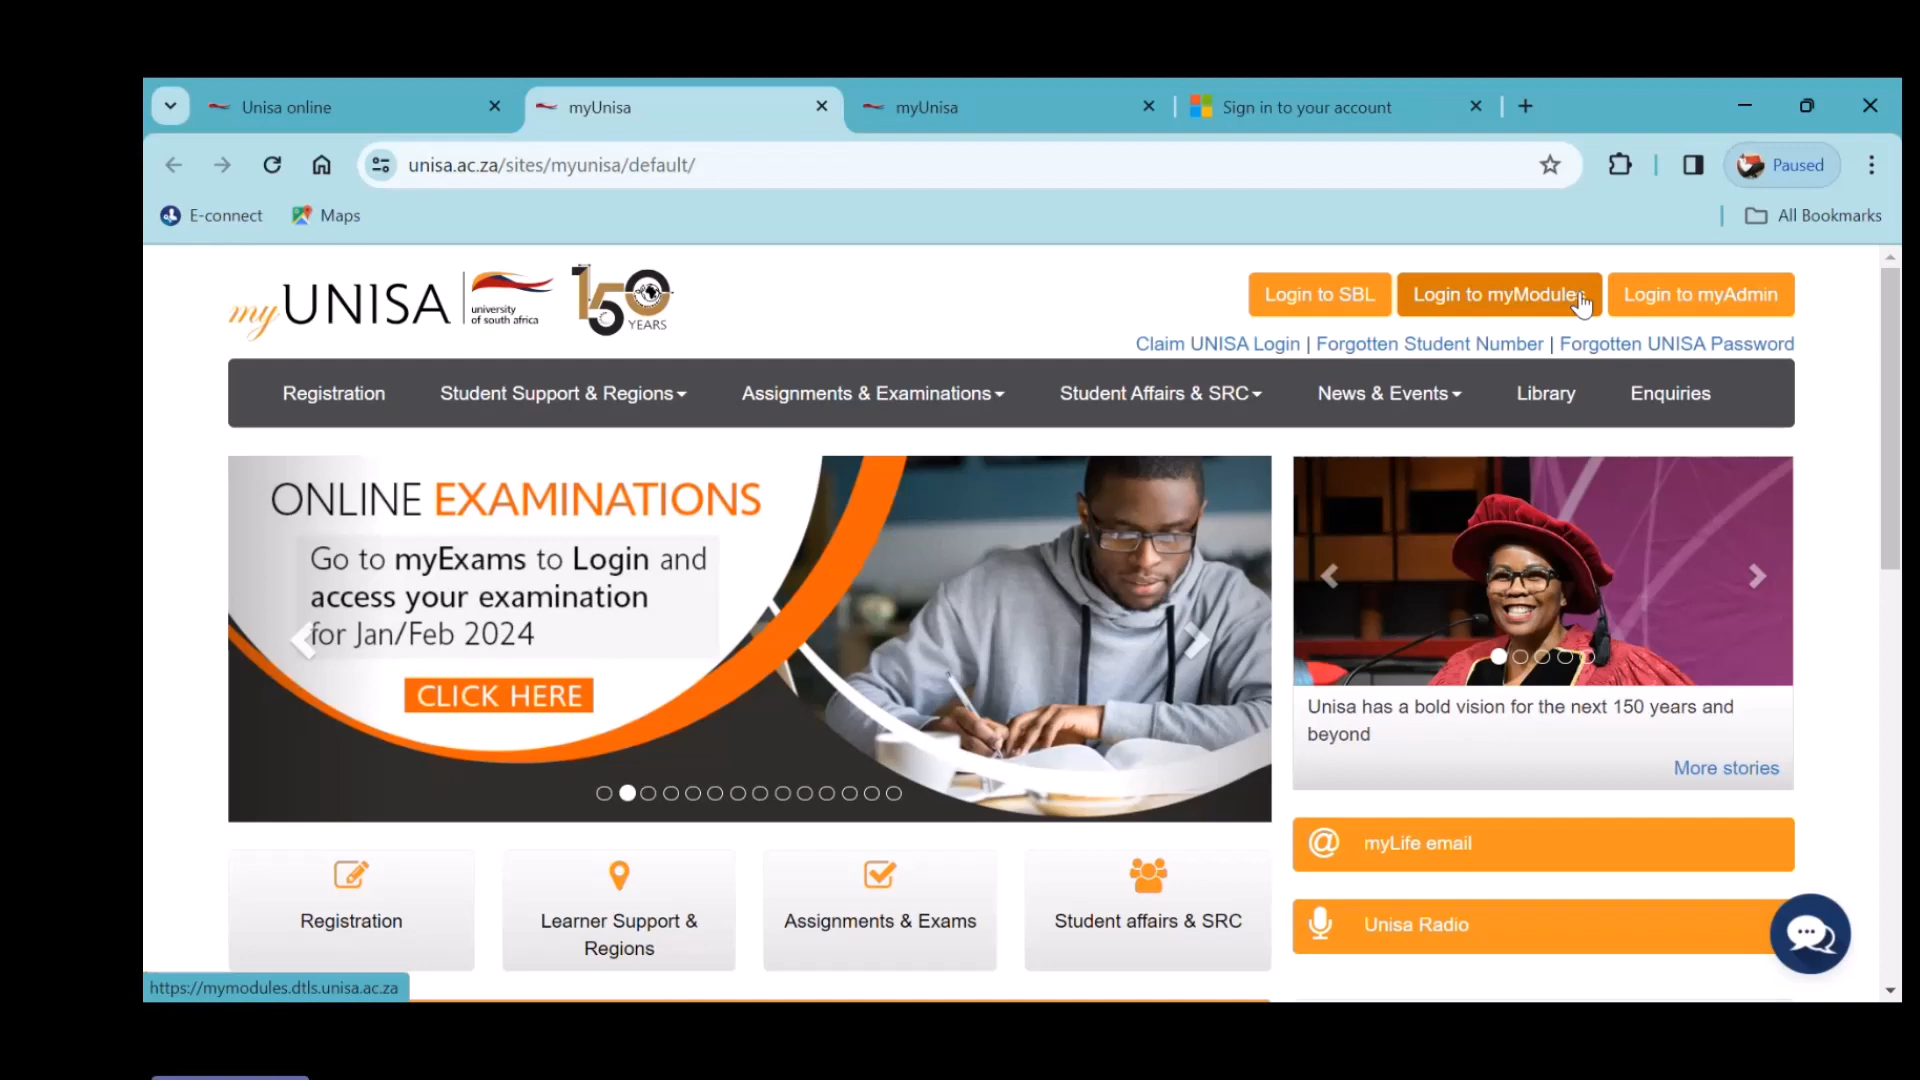 Unisa online
myUnisa
myUnisa
Sign in to your account
unisa.ac.za/sites/myunisa/default/
Paused
E-connect
Maps
All Bookmarks
my UNISA
university
of south africa
150
YEARS
Login to SBL
Login to myModules
Login to myAdmin
Claim UNISA Login | Forgotten Student Number | Forgotten UNISA Password
Registration
Student Support & Regions
Assignments & Examinations
Student Affairs & SRC
News & Events
Library
Enquiries
ONLINE EXAMINATIONS
Go to myExams to Login and
access your examination
for Jan/Feb 2024
CLICK HERE
Unisa has a bold vision for the next 150 years and
beyond
More stories
@ myLife email
Unisa Radio
Registration
Learner Support &
Regions
Assignments & Exams
Student affairs & SRC
https://mymodules.dtls.unisa.ac.za